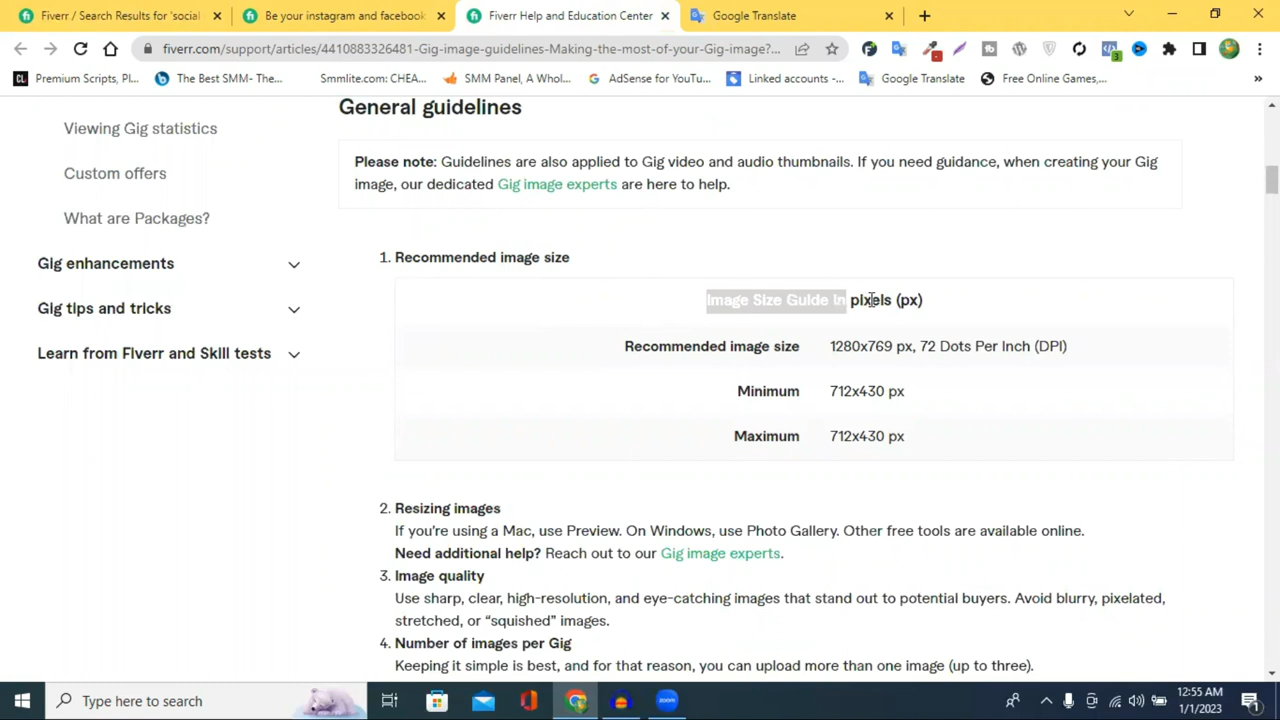 Fiverr / Search Results for 'social
Be your instagram and facebook
Fiverr Help and Education Center
Google Translate
fiverr.com/support/articles/4410883326481-Gig-image-guidelines-Making-the-most-of-your-Gig-image?...
3
CL Premium Scripts, Pl...
The Best SMM- The...
Smmlite.com: CHEA...
SMM Panel, A Whol...
AdSense for YouTu...
Linked accounts -...
Google Translate
Free Online Games,...
»
Viewing Gig statistics
Custom offers
What are Packages?
Gig enhancements
Gig tips and tricks
Learn from Fiverr and Skill tests
General guidelines
Please note: Guidelines are also applied to Gig video and audio thumbnails. If you need guidance, when creating your Gig
image, our dedicated Gig image experts are here to help.
1. Recommended image size
Image Size Guide in pixels (px)
Recommended image size 1280x769 px, 72 Dots Per Inch (DPI)
Minimum 712x430 px
Maximum 712x430 px
2. Resizing images
If you're using a Mac, use Preview. On Windows, use Photo Gallery. Other free tools are available online.
Need additional help? Reach out to our Gig image experts.
3. Image quality
Use sharp, clear, high-resolution, and eye-catching images that stand out to potential buyers. Avoid blurry, pixelated,
stretched, or “squished” images.
4. Number of images per Gig
Keeping it simple is best, and for that reason, you can upload more than one image (up to three).
Type here to search
zoom
12:55 AM
1/1/2023
1